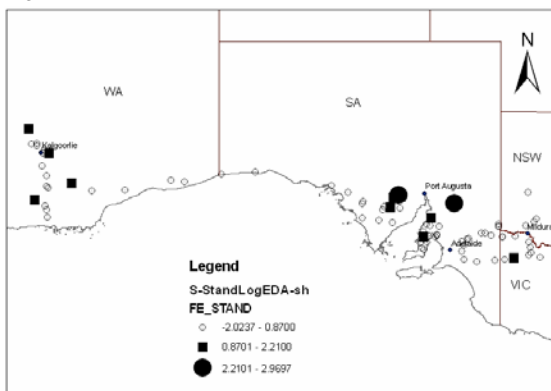 N
WA
SA
NSW
Kalgoorlie
Port Augusta
Mildura
Adelaide
VIC
Legend
S-StandLogEDA-sh
FE_STAND
-2.0237 - 0.8700
0.8701 - 2.2100
2.2101 - 2.9697